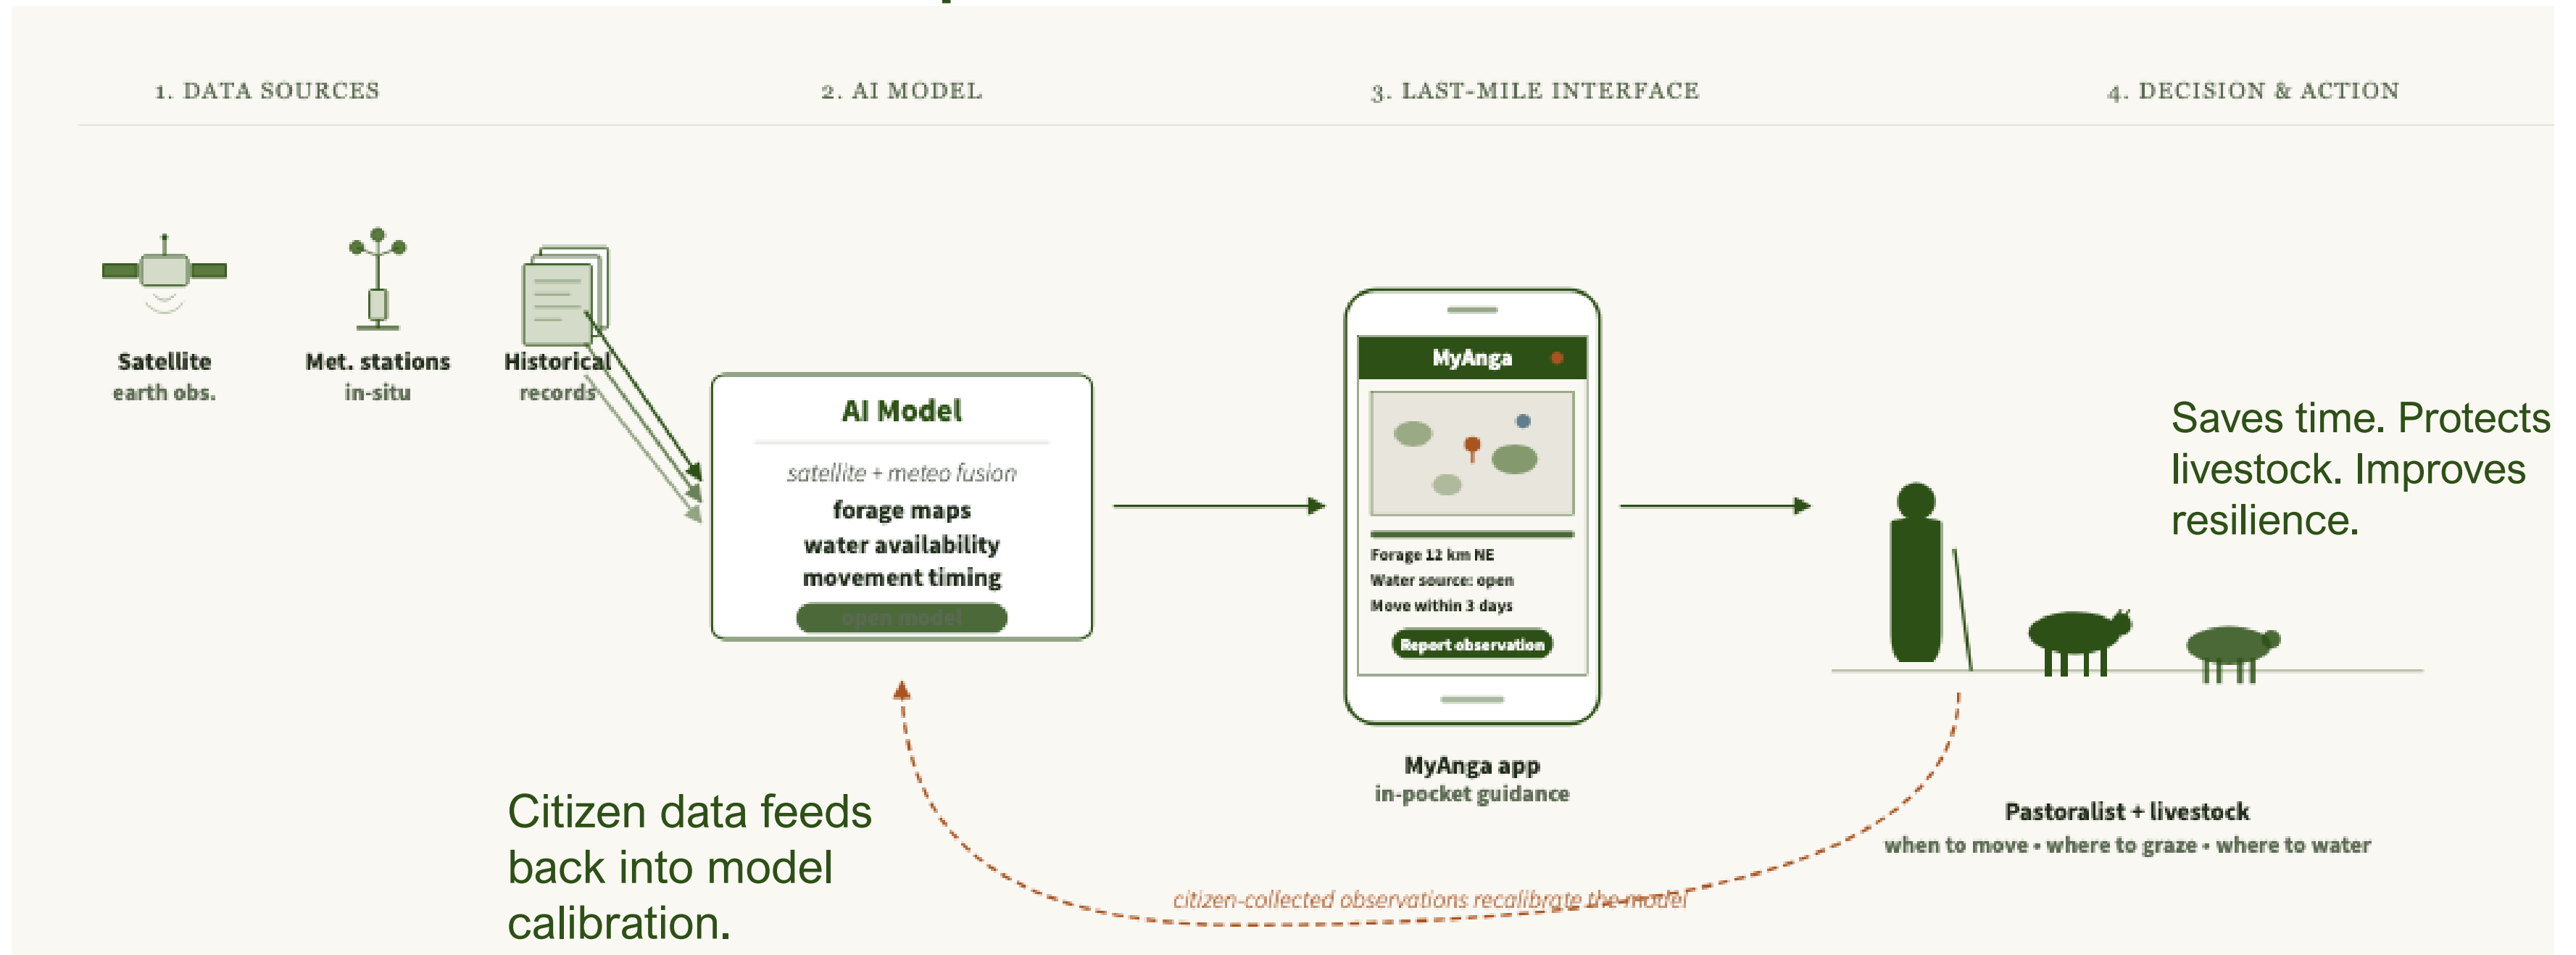 1. DATA SOURCES
2. AI MODEL
3. LAST-MILE INTERFACE
4. DECISION & ACTION
Satellite
earth obs.
Met. stations
in-situ
Historical
records
AI Model
satellite + meteo fusion
forage maps
water availability
movement timing
open model
MyAnga
Forage 12 km NE
Water source: open
Move within 3 days
Report observation
MyAnga app
in-pocket guidance
Saves time. Protects
livestock. Improves
resilience.
Pastoralist + livestock
when to move • where to graze • where to water
Citizen data feeds
back into model
calibration.
citizen-collected observations recalibrate the model